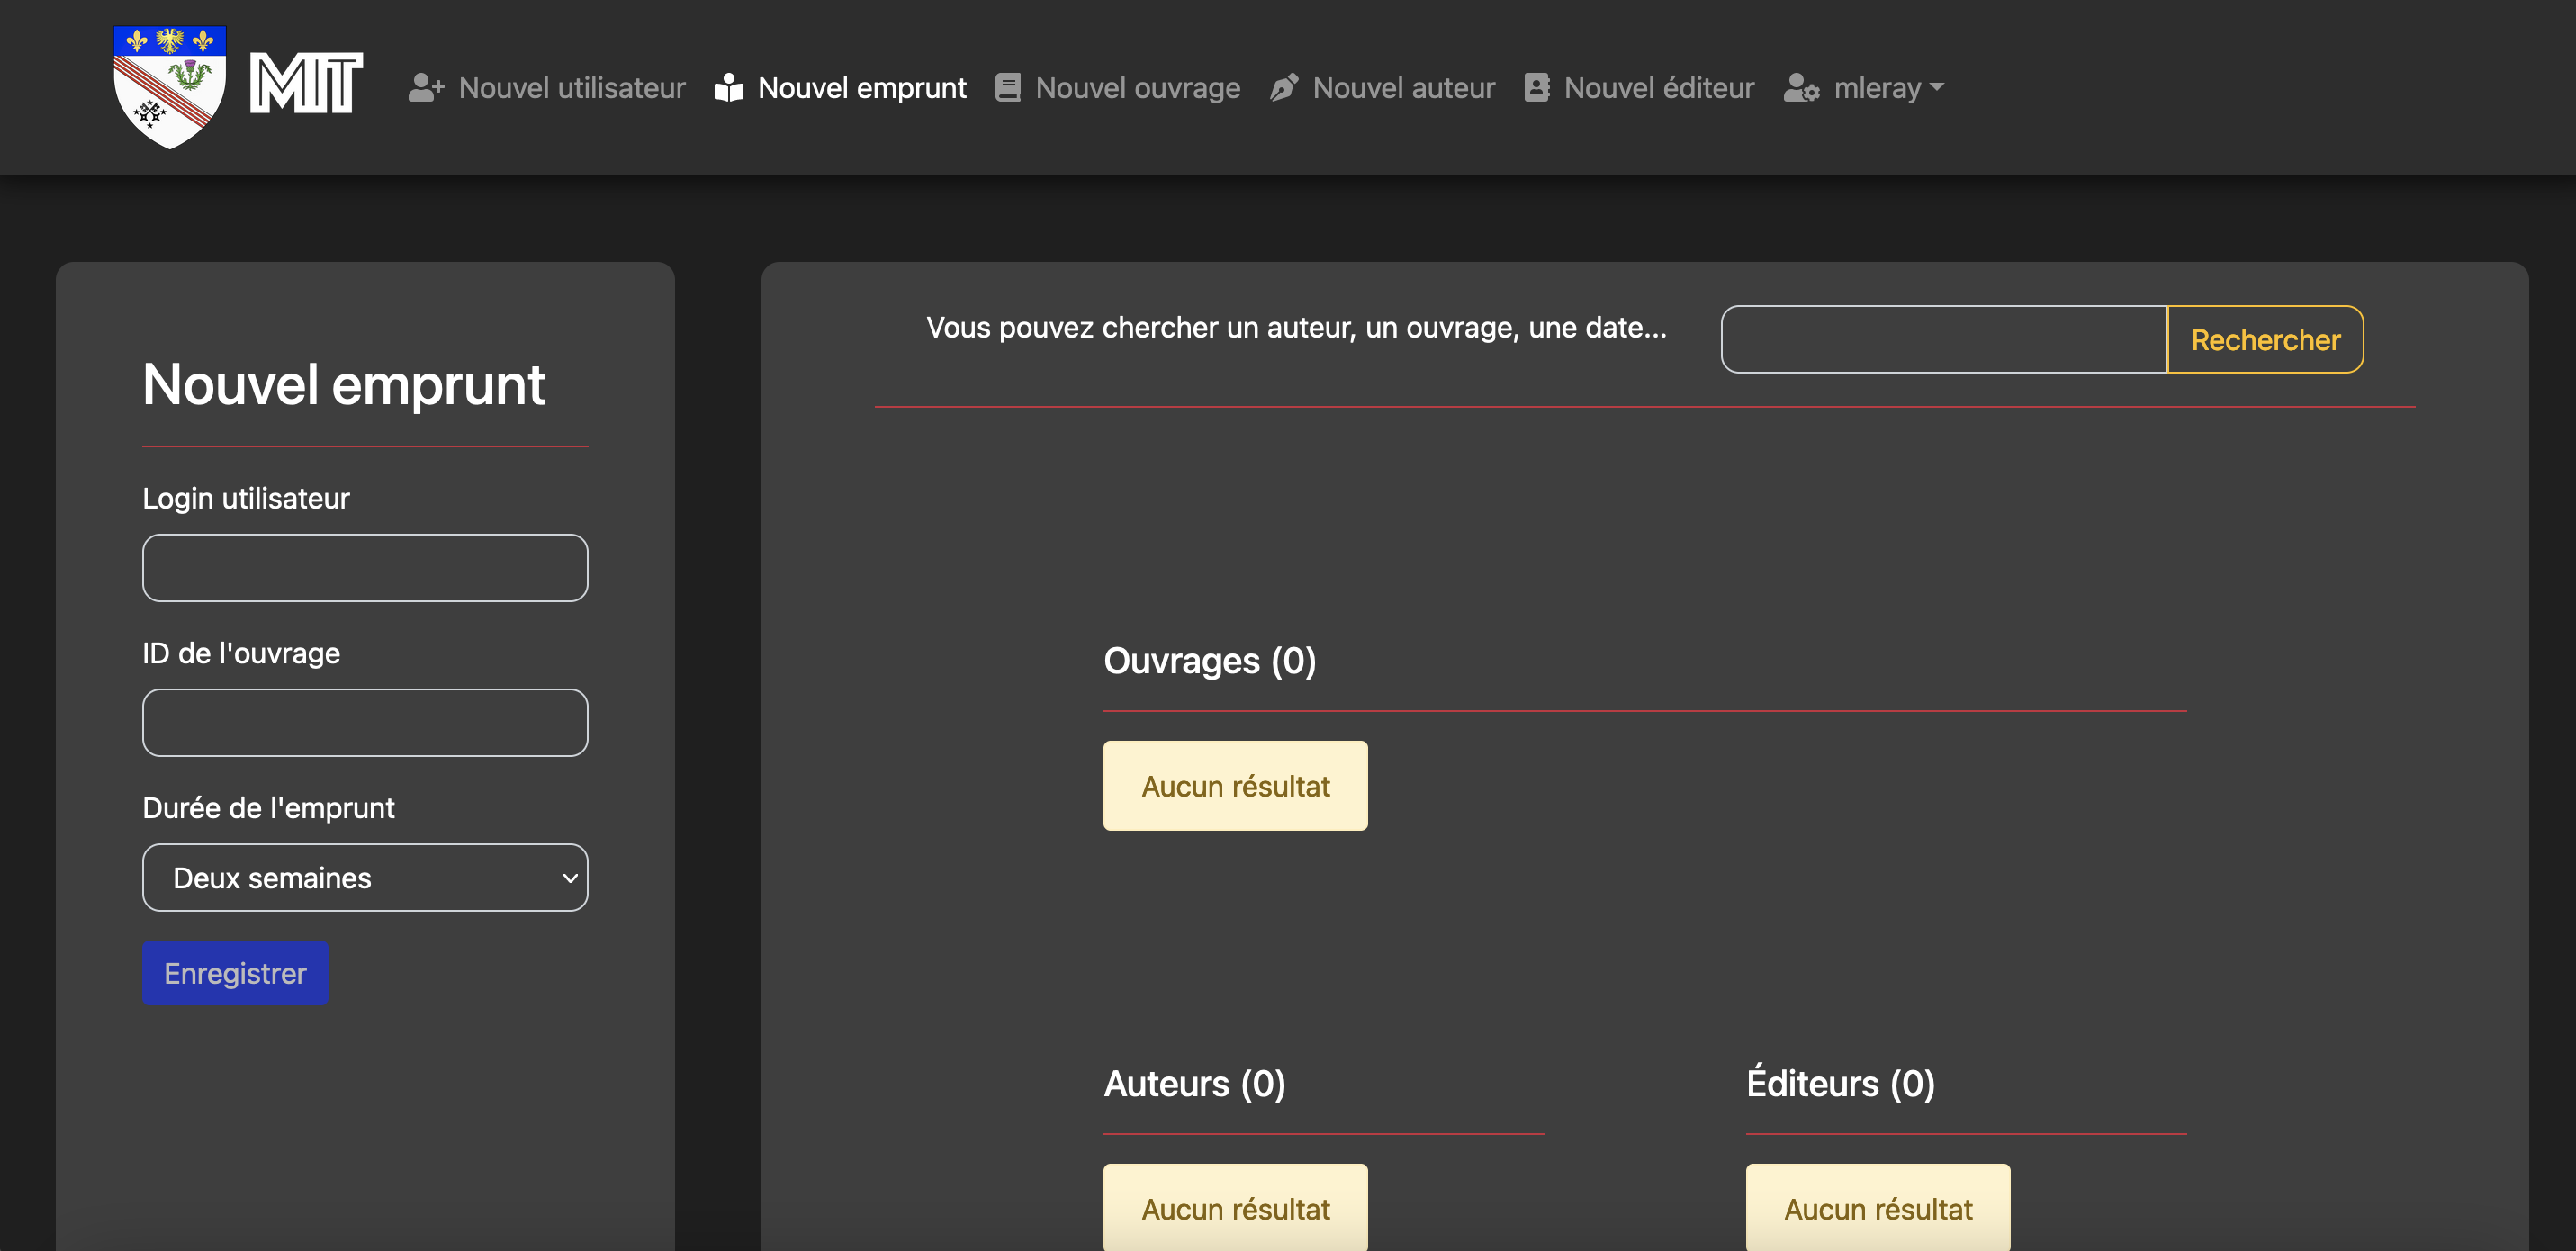 MIT
Nouvel utilisateur
Nouvel emprunt
Nouvel ouvrage
Nouvel auteur
Nouvel éditeur
mleray
Nouvel emprunt
Login utilisateur
ID de l'ouvrage
Durée de l'emprunt
Deux semaines
Enregistrer
Vous pouvez chercher un auteur, un ouvrage, une date...
Rechercher
Ouvrages (0)
Aucun résultat
Auteurs (0)
Aucun résultat
Éditeurs (0)
Aucun résultat